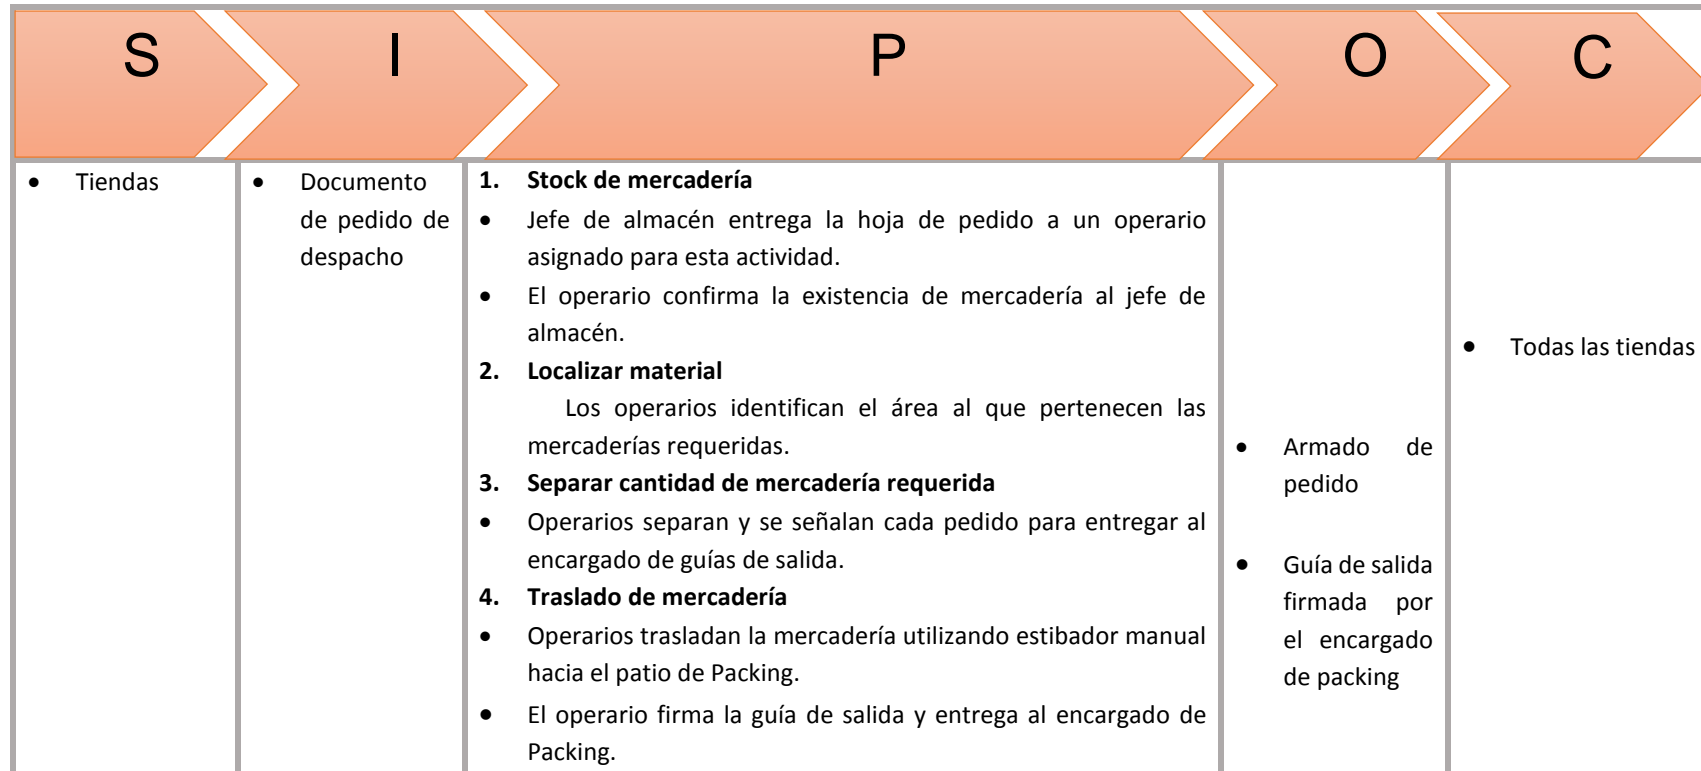 S
I
P
O
C
• Tiendas
• Documento
de pedido de
despacho
1. Stock de mercadería
• Jefe de almacén entrega la hoja de pedido a un operario
asignado para esta actividad.
• El operario confirma la existencia de mercadería al jefe de
almacén.
2. Localizar material
Los operarios identifican el área al que pertenecen las
mercaderías requeridas.
3. Separar cantidad de mercadería requerida
• Operarios separan y se señalan cada pedido para entregar al
encargado de guías de salida.
4. Traslado de mercadería
• Operarios trasladan la mercadería utilizando estibador manual
hacia el patio de Packing.
• El operario firma la guía de salida y entrega al encargado de
Packing.
• Armado de
pedido
• Guía de salida
firmada por
el encargado
de packing
• Todas las tiendas